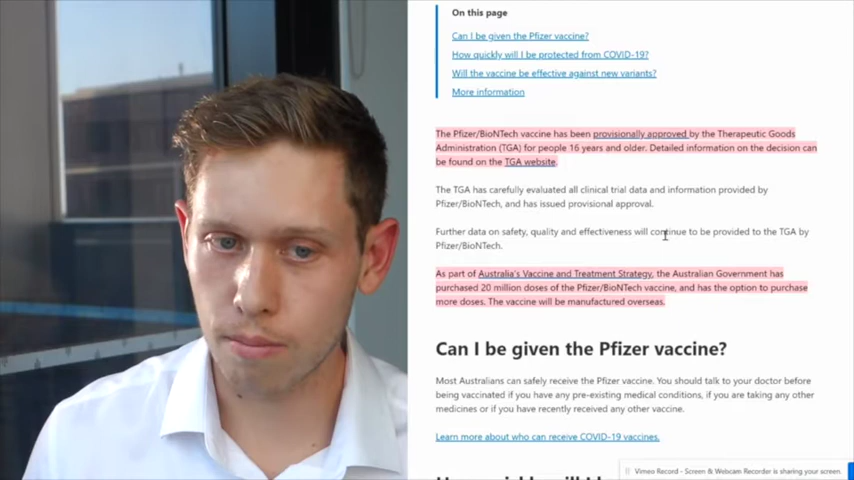 On this page
Can I be given the Pfizer vaccine?
How quickly will I be protected from COVID-19?
Will the vaccine be effective against new variants?
More information
The Pfizer/BioNTech vaccine has been provisionally approved by the Therapeutic Goods
Administration (TGA) for people 16 years and older. Detailed information on the decision can
be found on the TGA website.
The TGA has carefully evaluated all clinical trial data and information provided by
Pfizer/BioNTech, and has issued provisional approval.
Further data on safety, quality and effectiveness will continue to be provided to the TGA by
Pfizer/BioNTech.
As part of Australia's Vaccine and Treatment Strategy, the Australian Government has
purchased 20 million doses of the Pfizer/BioNTech vaccine, and has the option to purchase
more doses. The vaccine will be manufactured overseas.
Can I be given the Pfizer vaccine?
Most Australians can safely receive the Pfizer vaccine. You should talk to your doctor before
being vaccinated if you have any pre-existing medical conditions, if you are taking any other
medicines or if you have recently received any other vaccine.
Learn more about who can receive COVID-19 vaccines.
Vimeo Record - Screen & Webcam Recorder is sharing your screen.